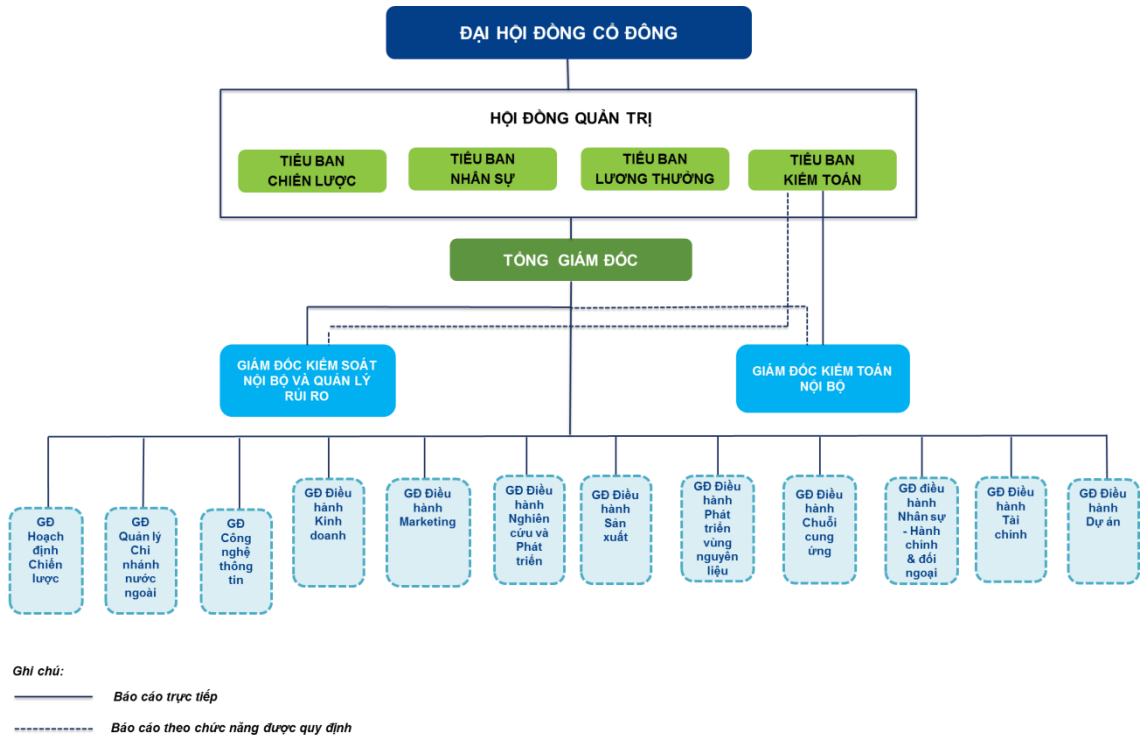 ĐẠI HỘI ĐỒNG CỔ ĐÔNG
HỘI ĐỒNG QUẢN TRỊ
TIỂU BAN
CHIẾN LƯỢC
TIỂU BAN
NHÂN SỰ
TIỂU BAN
LƯƠNG THƯỞNG
TIỂU BAN
KIỂM TOÁN
TỔNG GIÁM ĐỐC
GIÁM ĐỐC KIỂM SOÁT
NỘI BỘ VÀ QUẢN LÝ
RỦI RO
GIÁM ĐỐC KIỂM TOÁN
NỘI BỘ
GĐ
Hoạch
định
Chiến
lược
GĐ
Quản lý
Chi
nhánh
nước
ngoài
GĐ
Công
nghệ
thông
tin
GĐ Điều
hành
Kinh
doanh
GĐ Điều
hành
Marketing
GĐ Điều
hành
Nghiên
cứu và
Phát
triển
GĐ Điều
hành
Sản
xuất
GĐ Điều
hành
Phát
triển
vùng
nguyên
liệu
GĐ Điều
hành
Chuỗi
cung
ứng
GĐ điều
hành
Nhân sự
- Hành
chính
& đối
ngoại
GĐ Điều
hành
Tài
chính
GĐ Điều
hành
Dự án
Ghi chú:
Báo cáo trực tiếp
Báo cáo theo chức năng được quy định